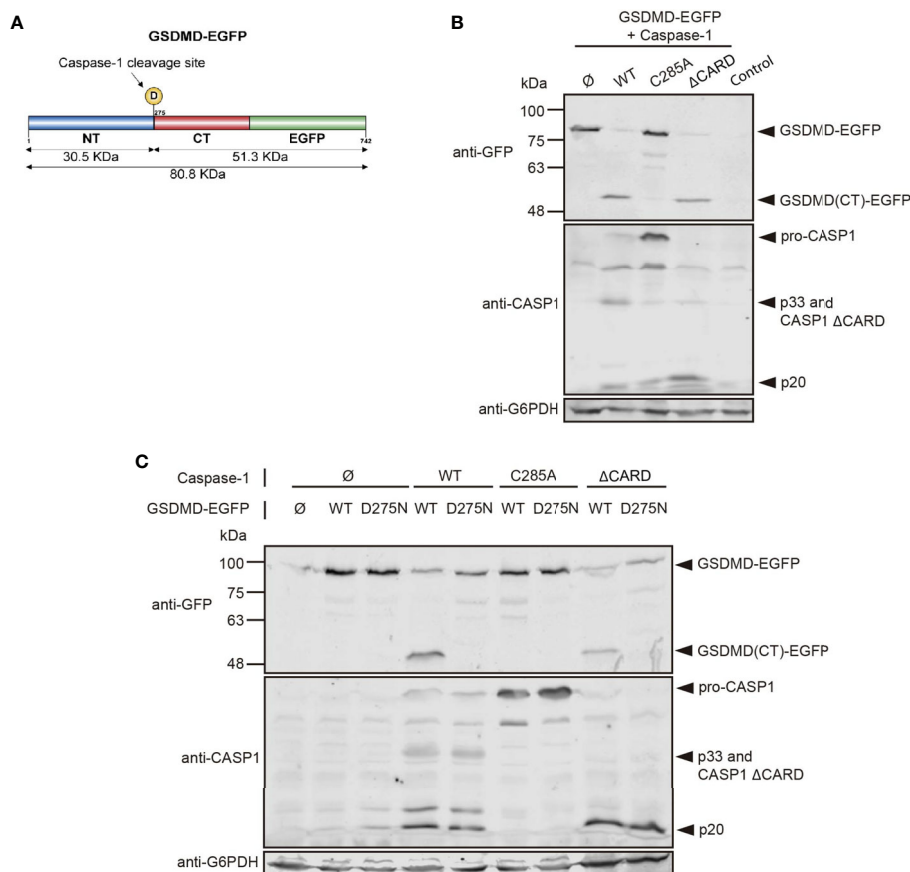 A
GSDMD-EGFP
Caspase-1 cleavage site
D
275
1
NT
CT
EGFP
742
30.5 KDa
51.3 KDa
80.8 KDa
B
GSDMD-EGFP
+ Caspase-1
kDa
Ø
WT
C285A
ΔCARD
Control
100
75
63
48
anti-GFP
GSDMD-EGFP
GSDMD(CT)-EGFP
anti-CASP1
pro-CASP1
p33 and
CASP1 ΔCARD
p20
anti-G6PDH
C
Caspase-1 | Ø WT C285A ΔCARD
GSDMD-EGFP | Ø WT D275N WT D275N WT D275N WT D275N
kDa
100
75
63
48
anti-GFP
GSDMD-EGFP
GSDMD(CT)-EGFP
anti-CASP1
pro-CASP1
p33 and
CASP1 ΔCARD
p20
anti-G6PDH